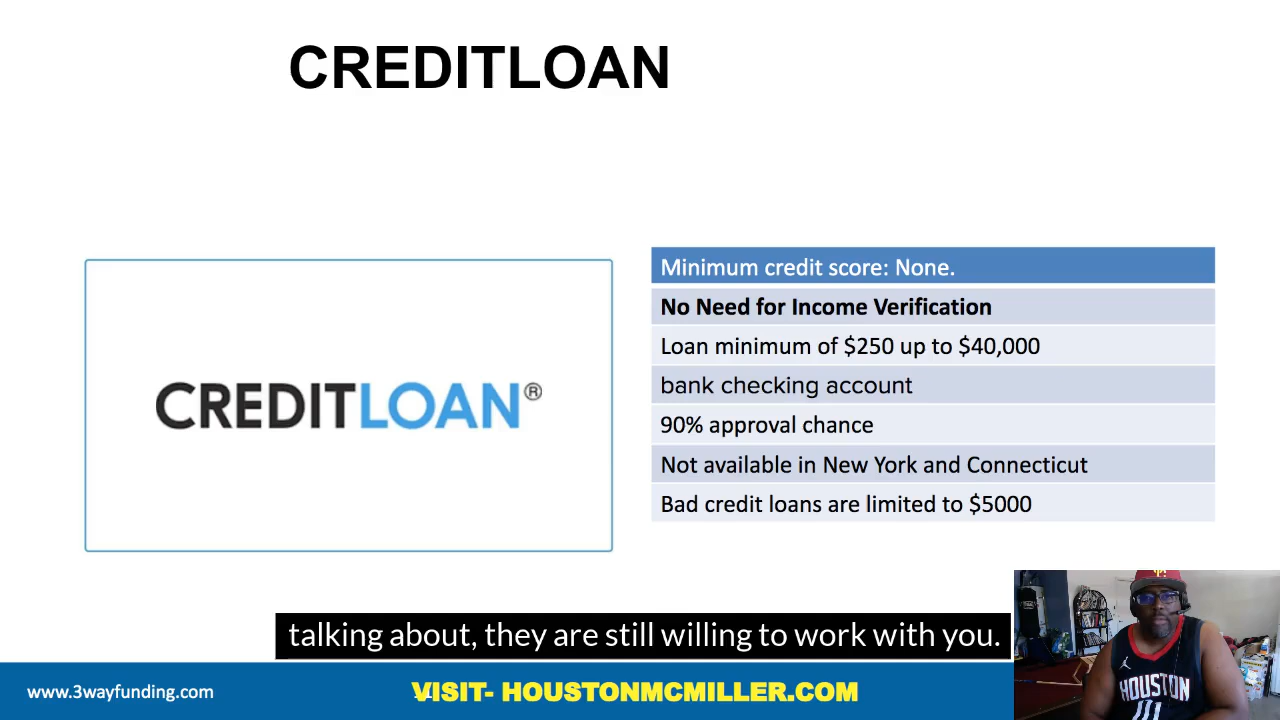 CREDITLOAN
CREDITLOAN®
Minimum credit score: None.
No Need for Income Verification
Loan minimum of $250 up to $40,000
bank checking account
90% approval chance
Not available in New York and Connecticut
Bad credit loans are limited to $5000
talking about, they are still willing to work with you.
www.3wayfunding.com
VISIT- HOUSTONMCMILLER.COM
HOUSTON